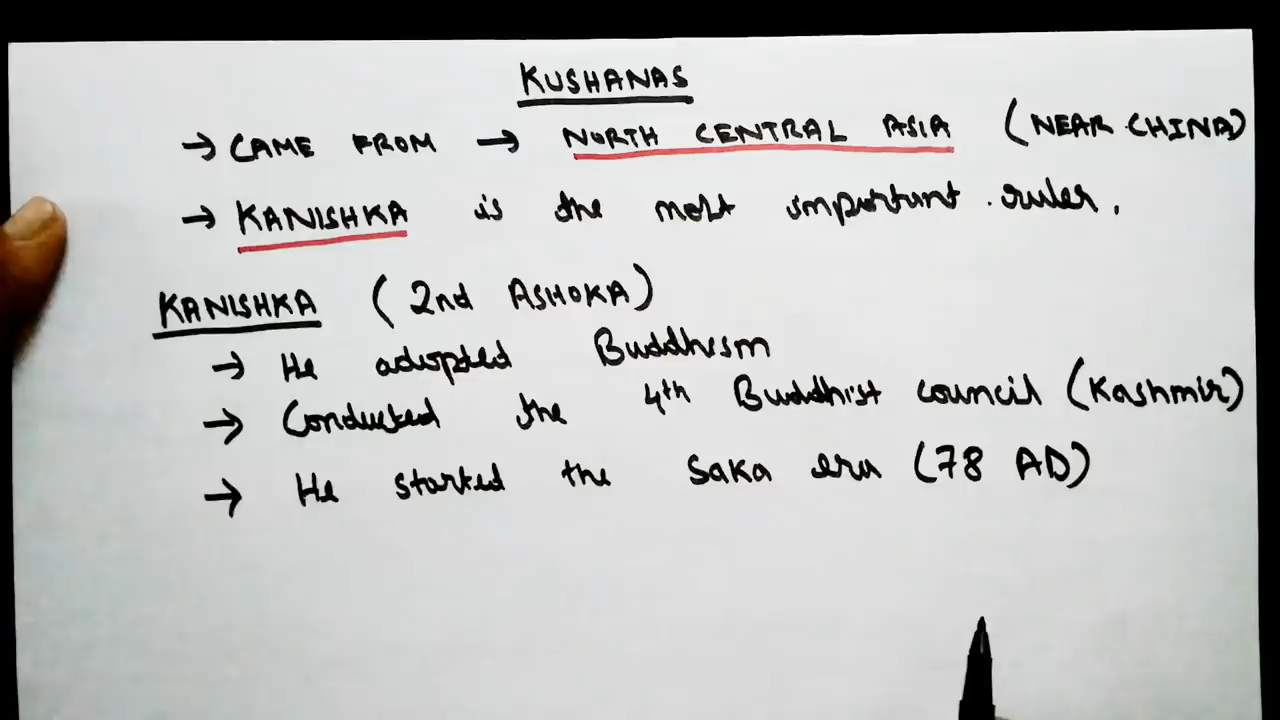 KUSHANAS
→ CAME FROM → NORTH CENTRAL ASIA (NEAR CHINA)
→ KANISHKA is the most important ruler.
KANISHKA (2nd ASHOKA)
→ He adopted Buddhism
→ Conducted the 4th Buddhist council (Kashmir)
→ He started the Saka era (78 AD)